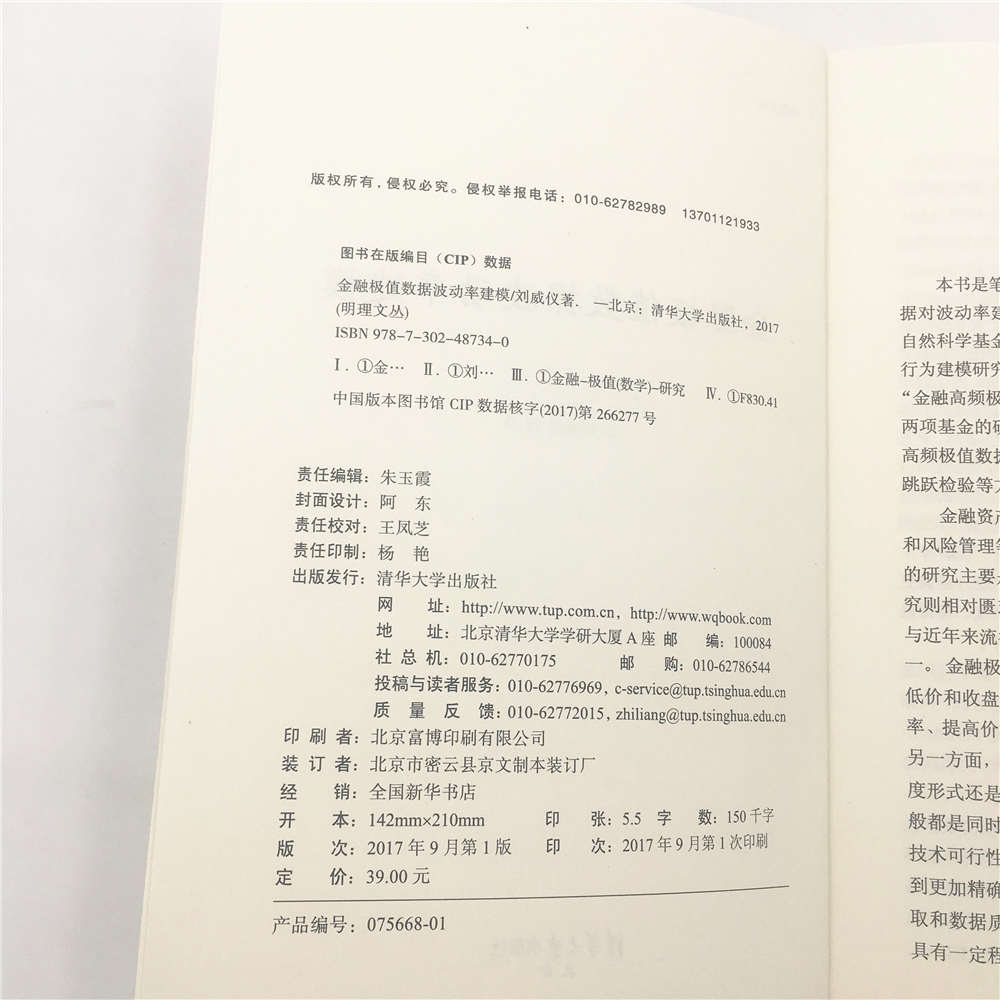 版权所有，侵权必究。侵权举报电话：010-62782989 13701121933
图书在版编目（CIP）数据
金融极值数据波动率建模/刘威仪著．—北京：清华大学出版社，2017
(明理文丛)
ISBN 978-7-302-48734-0
Ⅰ．①金… Ⅱ．①刘… Ⅲ．①金融–极值(数学)–研究 Ⅳ．①F830.41
中国版本图书馆 CIP 数据核字(2017)第 266277 号
责任编辑：朱玉霞
封面设计：阿 东
责任校对：王凤芝
责任印制：杨 艳
出版发行：清华大学出版社
网 址：http://www.tup.com.cn，http://www.wqbook.com
地 址：北京清华大学学研大厦 A 座 邮 编：100084
社 总 机：010-62770175 邮 购：010-62786544
投稿与读者服务：010-62776969，c-service@tup.tsinghua.edu.cn
质 量 反 馈：010-62772015，zhiliang@tup.tsinghua.edu.cn
印 刷 者：北京富博印刷有限公司
装 订 者：北京市密云县京文制本装订厂
经 销：全国新华书店
开 本：142mm×210mm 印 张：5.5 字 数：150 千字
版 次：2017 年 9 月第 1 版 印 次：2017 年 9 月第 1 次印刷
定 价：39.00 元
产品编号：075668-01
本书是笔
据对波动率建
自然科学基金
行为建模研究
“金融高频极
两项基金的研
高频极值数据
跳跃检验等方
金融资产
和风险管理等
的研究主要是
究则相对匮乏
与近年来流行
一。金融极
低价和收盘
率、提高价
另一方面，
度形式还是
般都是同时
技术可行性
到更加精确
取和数据质
具有一定程